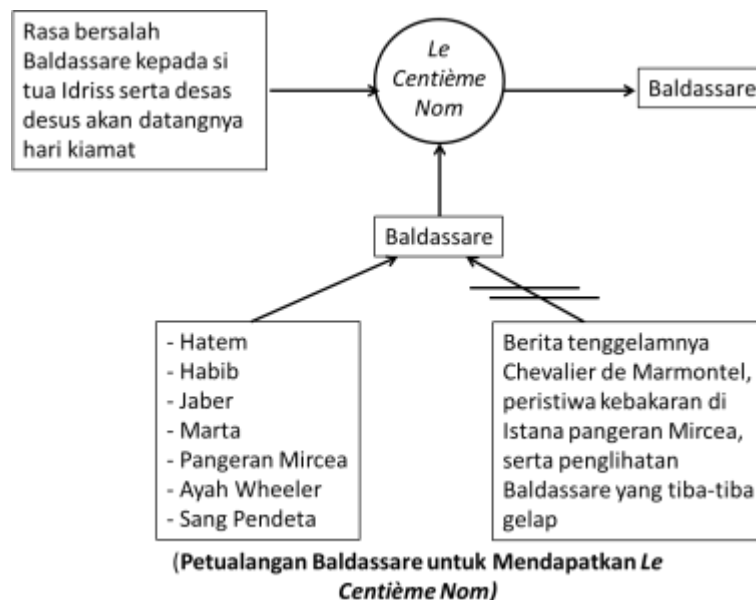 Rasa bersalah
Baldassare kepada si
tua Idriss serta desas
desus akan datangnya
hari kiamat
Le
Centième
Nom
Baldassare
Baldassare
- Hatem
- Habib
- Jaber
- Marta
- Pangeran Mircea
- Ayah Wheeler
- Sang Pendeta
Berita tenggelamnya
Chevalier de Marmontel,
peristiwa kebakaran di
Istana pangeran Mircea,
serta penglihatan
Baldassare yang tiba-tiba
gelap
(Petualangan Baldassare untuk Mendapatkan Le
Centième Nom)